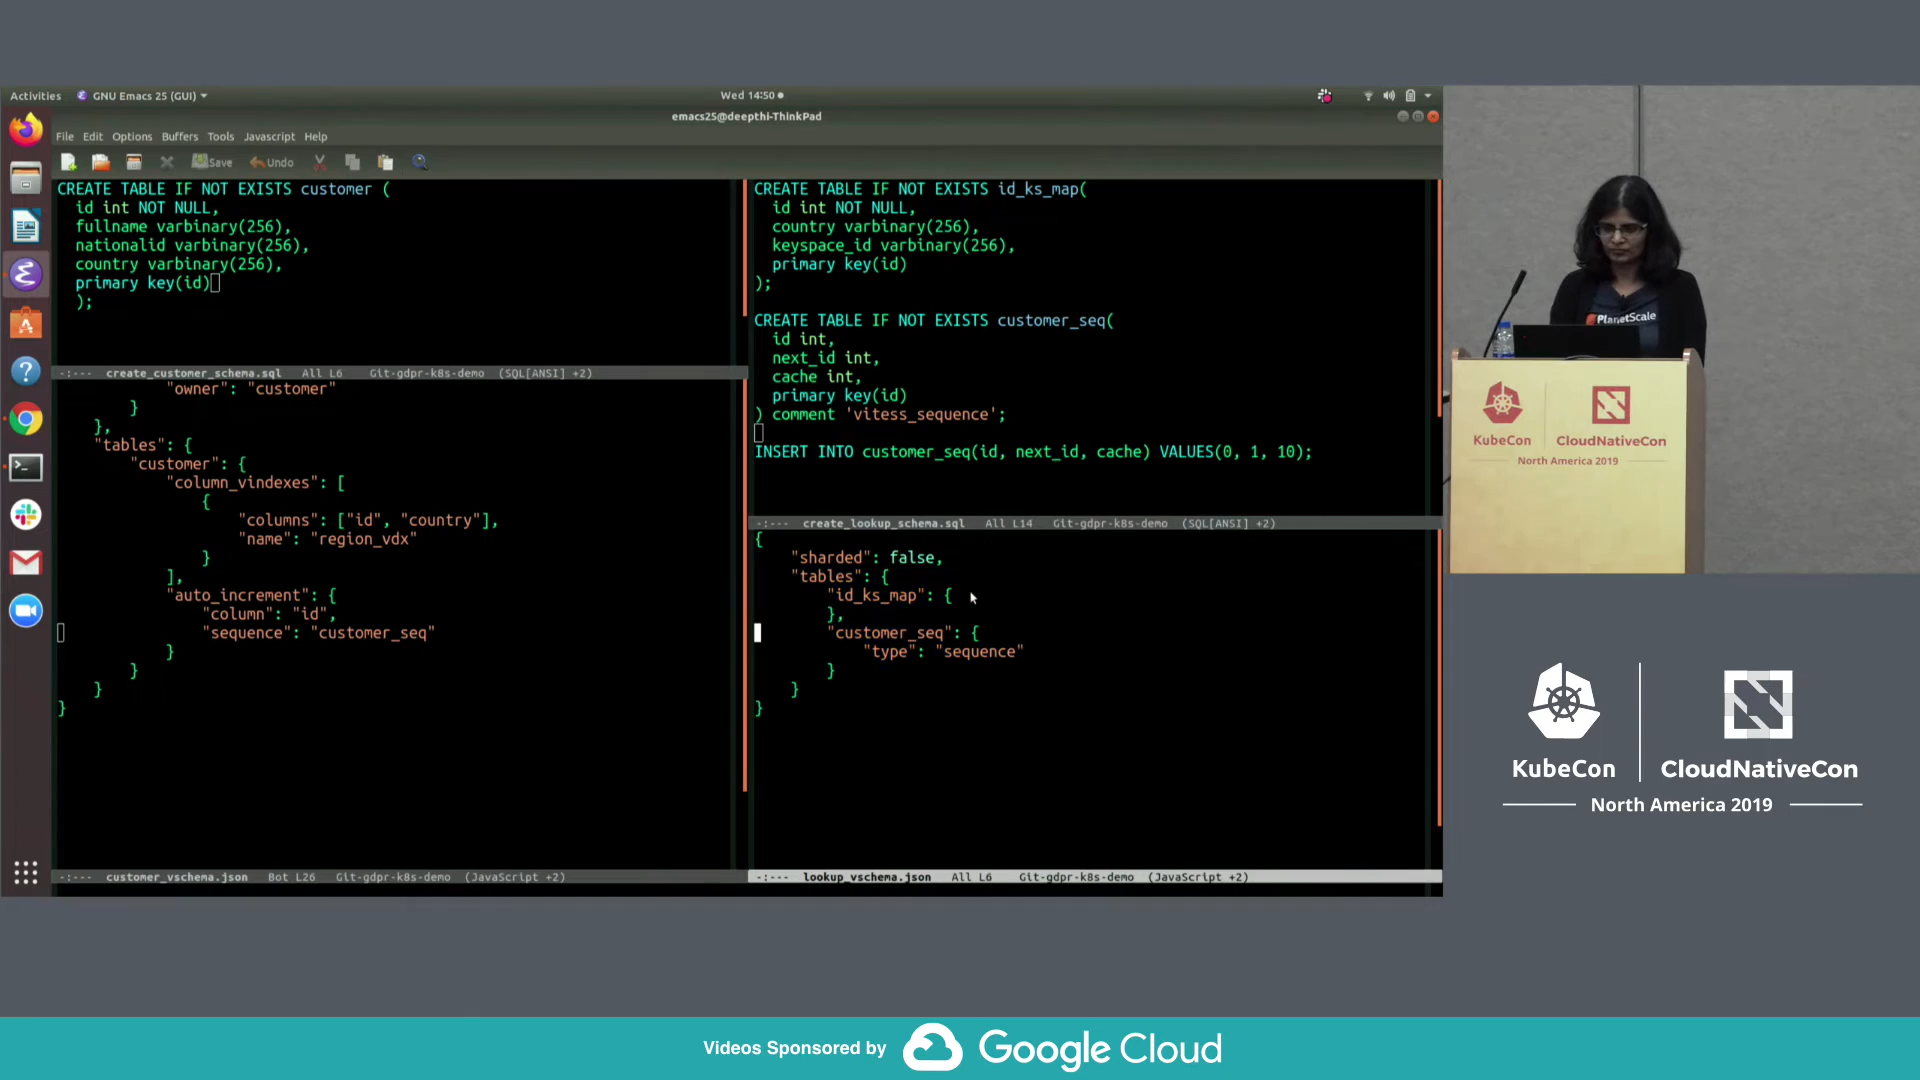 Activities
GNU Emacs 25 (GUI)
Wed 14:50
emacs25@deepthi-ThinkPad
File Edit Options Buffers Tools Javascript Help
Save
Undo
CREATE TABLE IF NOT EXISTS customer (
id int NOT NULL,
fullname varbinary(256),
nationalid varbinary(256),
country varbinary(256),
primary key(id)
);
-:--- create_customer_schema.sql All L6 Git-gdpr-k8s-demo (SQL[ANSI] +2)
"owner": "customer"
}
},
"tables": {
"customer": {
"column_vindexes": [
{
"columns": ["id", "country"],
"name": "region_vdx"
}
],
"auto_increment": {
"column": "id",
"sequence": "customer_seq"
}
}
}
}
-:--- customer_vschema.json Bot L26 Git-gdpr-k8s-demo (JavaScript +2)
CREATE TABLE IF NOT EXISTS id_ks_map(
id int NOT NULL,
country varbinary(256),
keyspace_id varbinary(256),
primary key(id)
);
CREATE TABLE IF NOT EXISTS customer_seq(
id int,
next_id int,
cache int,
primary key(id)
) comment 'vitess_sequence';
INSERT INTO customer_seq(id, next_id, cache) VALUES(0, 1, 10);
-:--- create_lookup_schema.sql All L14 Git-gdpr-k8s-demo (SQL[ANSI] +2)
{
"sharded": false,
"tables": {
"id_ks_map": {
},
"customer_seq": {
"type": "sequence"
}
}
}
-:--- lookup_vschema.json All L6 Git-gdpr-k8s-demo (JavaScript +2)
PlanetScale
KubeCon
CloudNativeCon
North America 2019
KubeCon
CloudNativeCon
North America 2019
Videos Sponsored by
Google Cloud